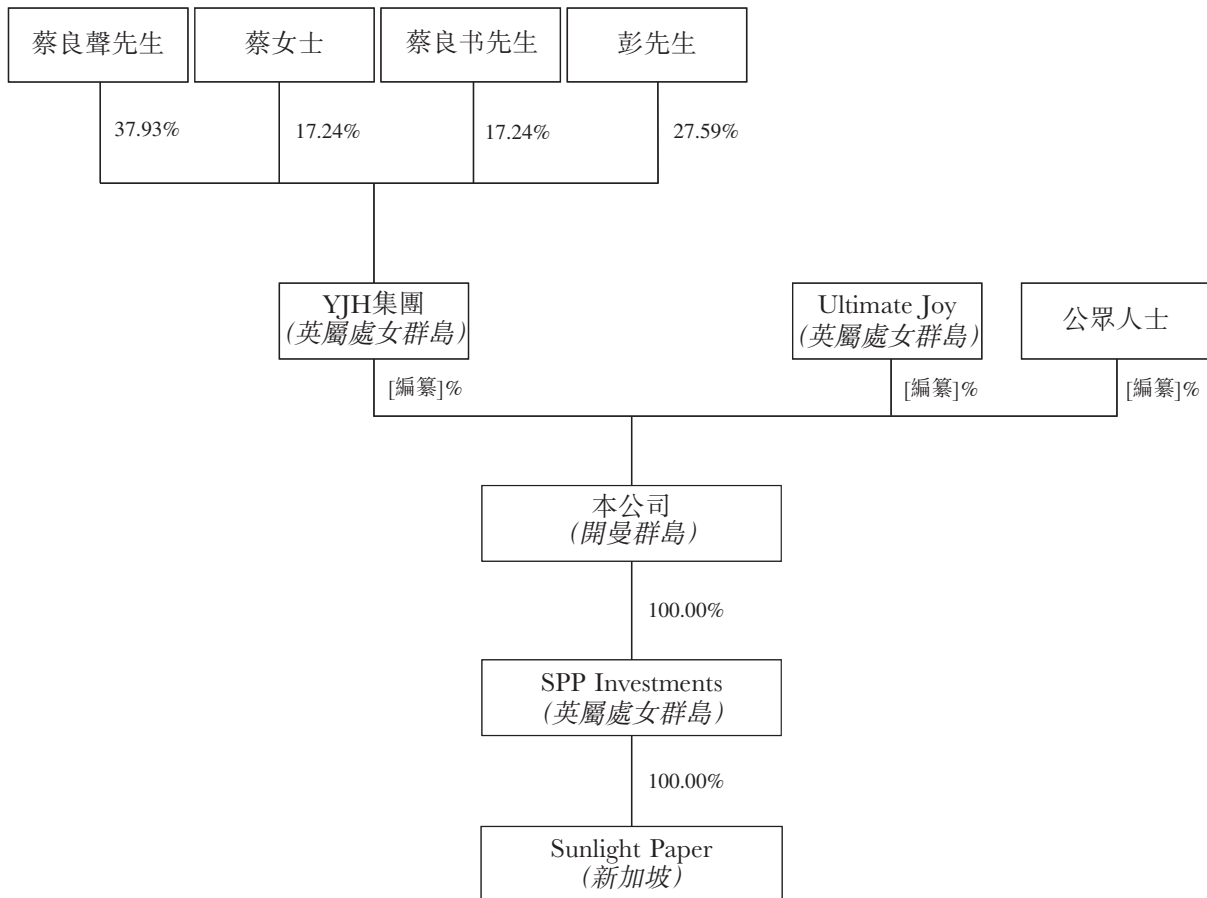 蔡良聲先生
蔡女士
蔡良书先生
彭先生
37.93%
17.24%
17.24%
27.59%
YJH集團
(英屬處女群島)
Ultimate Joy
(英屬處女群島)
公眾人士
[編纂]%
[編纂]%
[編纂]%
本公司
(開曼群島)
100.00%
SPP Investments
(英屬處女群島)
100.00%
Sunlight Paper
(新加坡)